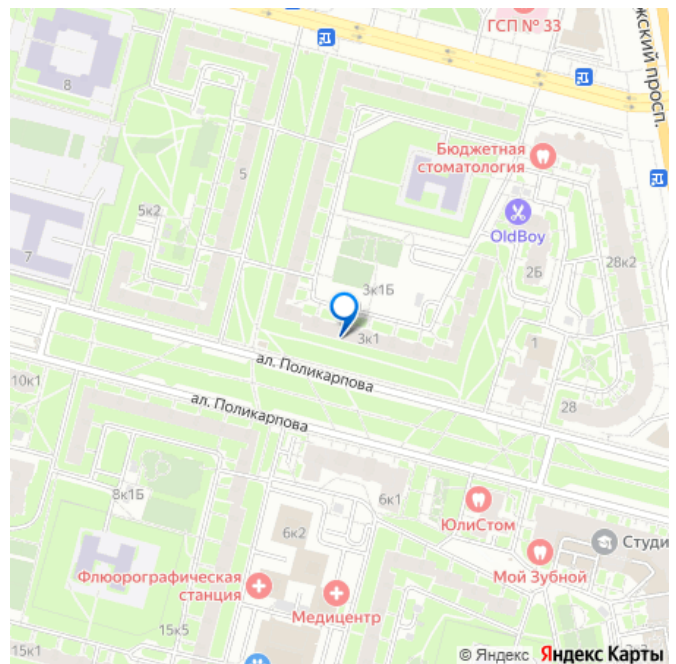 ГСП № 33
жский просп.
8
Бюджетная
стоматология
5
5к2
OldBoy
7
28к2
2Б
3к1Б
3к1
1
ал. Поликарпова
10к1
ал. Поликарпова
28
8к1Б
6к1
ЮлиСтом
6к2
Студи
Мой Зубной
Флюорографическая
станция
Медицентр
15к5
15к1
© Яндекс Яндекс Карты